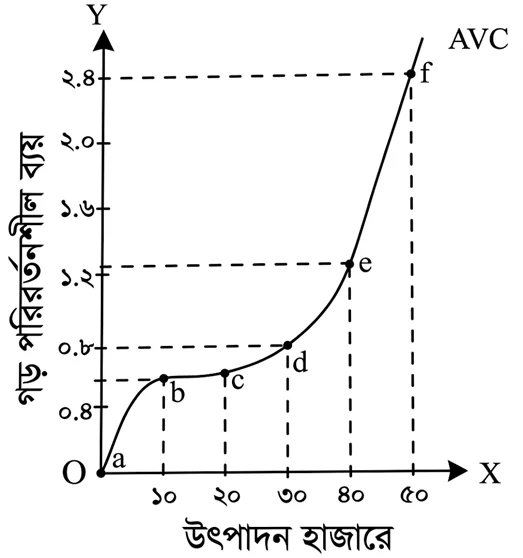 Y
AVC
২.৪
f
২.০
১.৬
e
১.২
০.৮
d
b
c
০.৪
a
O
X
১০ ২০ ৩০ ৪০ ৫০
গড় পরিবর্তনশীল ব্যয়
উৎপাদন হাজারে